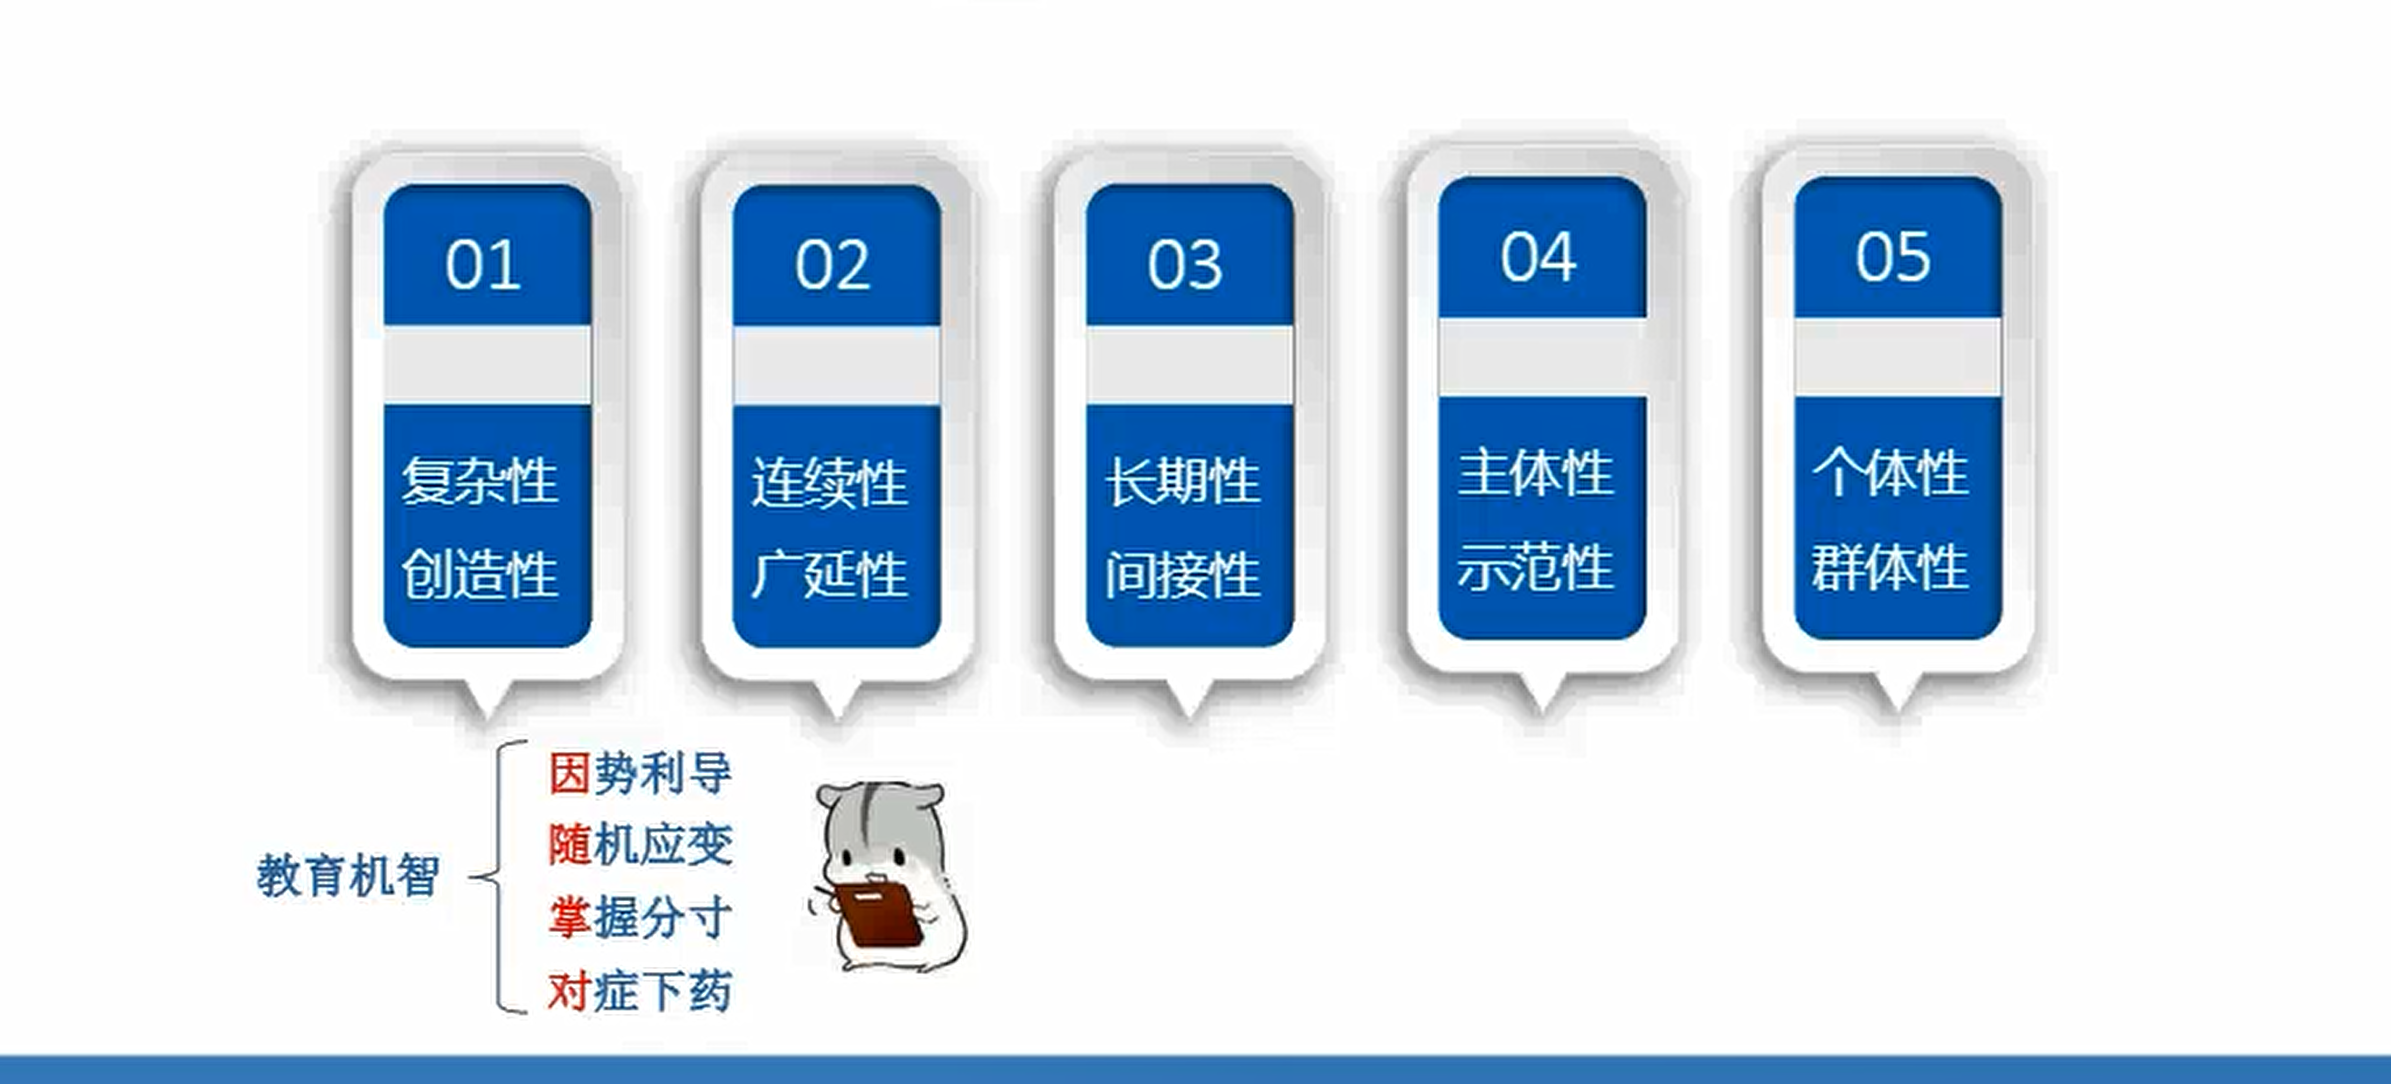 01
复杂性
创造性
02
连续性
广延性
03
长期性
间接性
04
主体性
示范性
05
个体性
群体性
教育机智
因势利导
随机应变
掌握分寸
对症下药